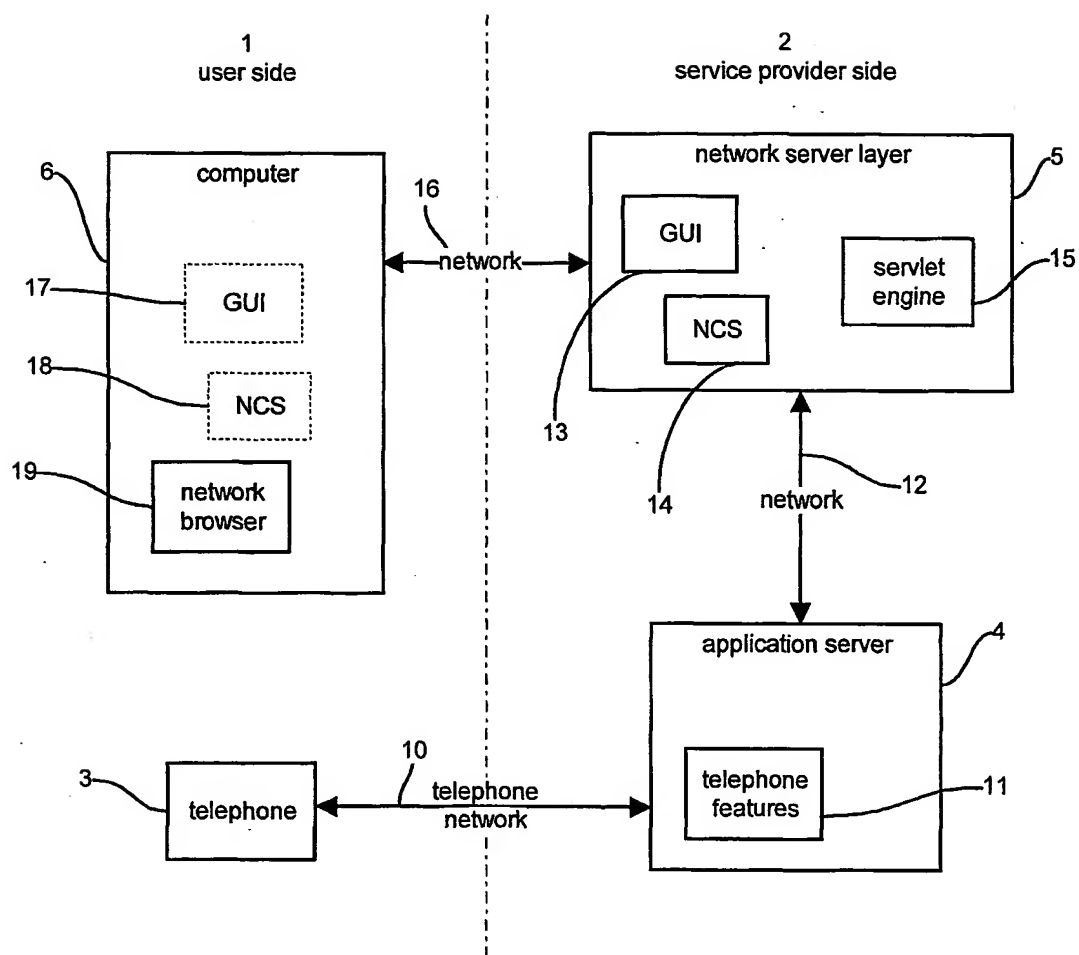 1
user side
2
service provider side
computer
6
16
network
17
GUI
18
NCS
19
network
browser
network server layer
5
GUI
servlet
engine
15
NCS
13
14
12
network
application server
4
3
telephone
10
telephone
network
telephone
features
11